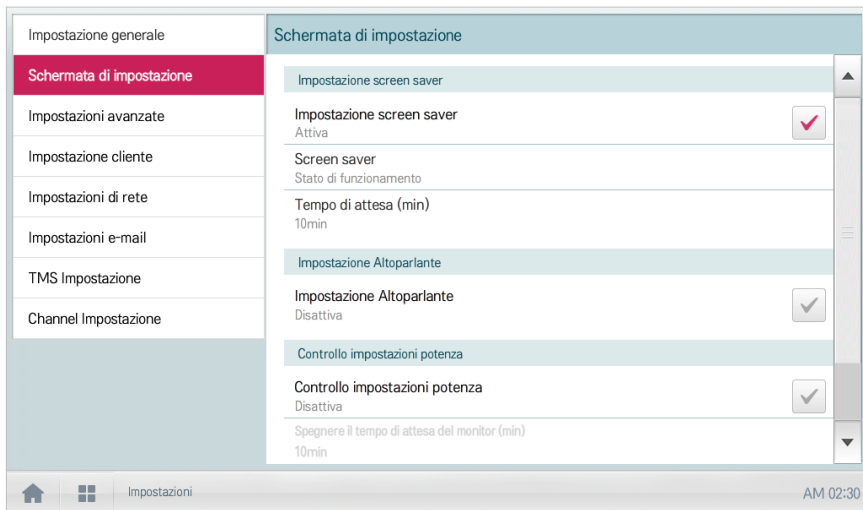 Impostazione generale
Schermata di impostazione
Impostazioni avanzate
Impostazione cliente
Impostazioni di rete
Impostazioni e-mail
TMS Impostazione
Channel Impostazione
Schermata di impostazione
Impostazione screen saver
Impostazione screen saver
Attiva
Screen saver
Stato di funzionamento
Tempo di attesa (min)
10min
Impostazione Altoparlante
Impostazione Altoparlante
Disattiva
Controllo impostazioni potenza
Controllo impostazioni potenza
Disattiva
Spegnere il tempo di attesa del monitor (min)
10min
Impostazioni
AM 02:30